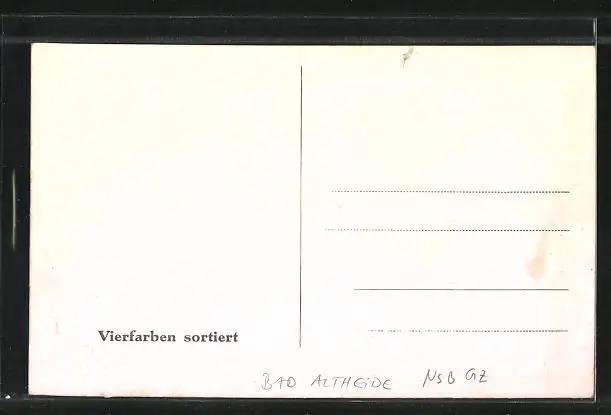 Vierfarben sortiert
BAD ALTHEIDE NSB GZ